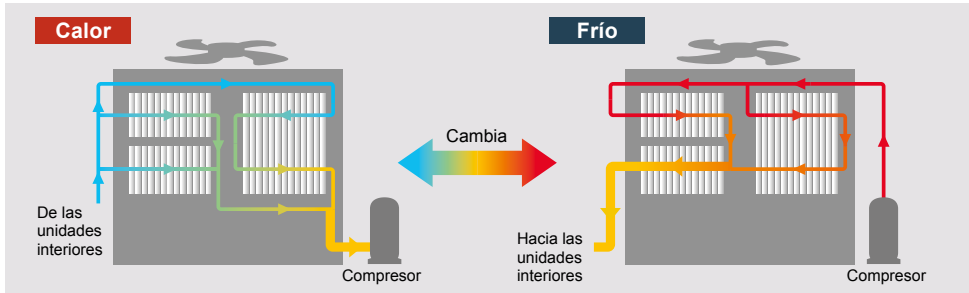 Calor
Frío
Cambia
De las
unidades
interiores
Compresor
Hacia las
unidades
interiores
Compresor